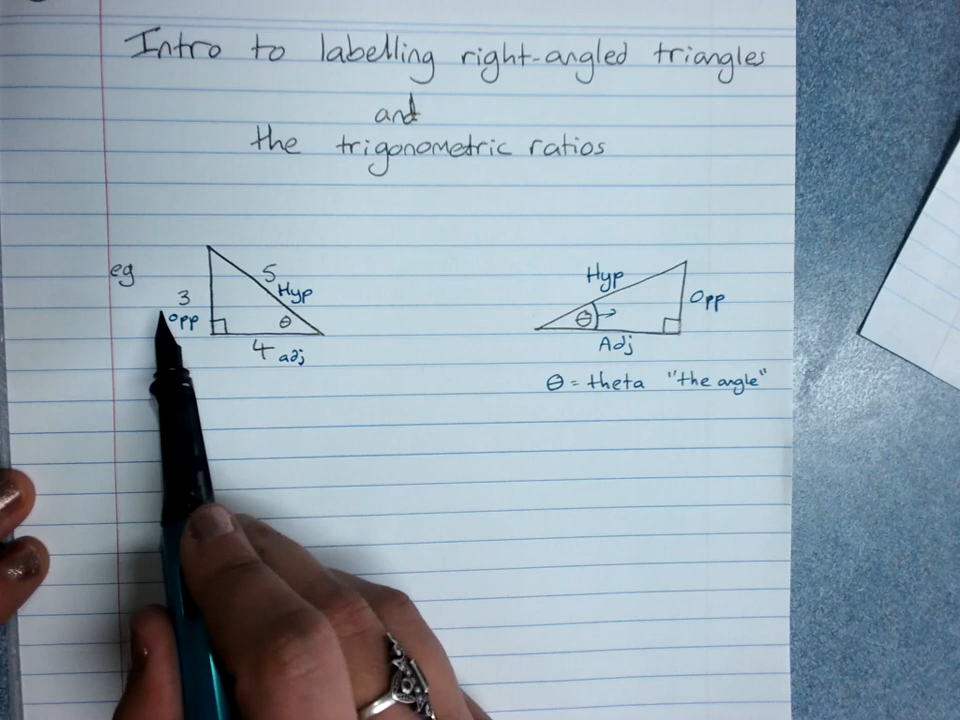 Intro to labelling right-angled triangles
and
the trigonometric ratios
eg
3
opp
5
Hyp
θ
4 adj
Hyp
Opp
θ
Adj
θ = theta "the angle"